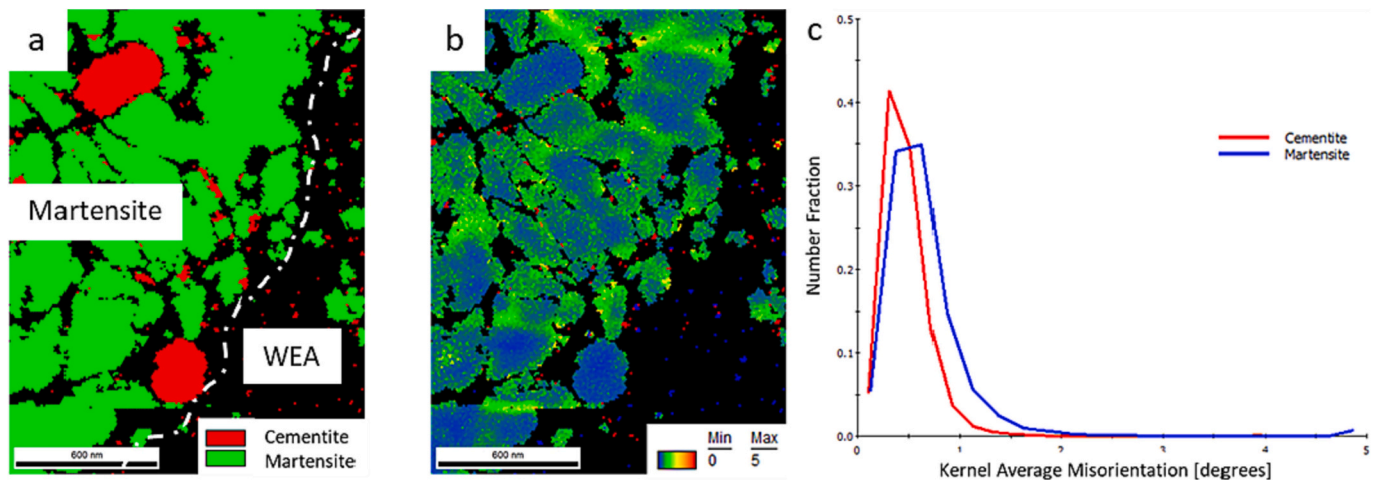 a
Martensite
WEA
Cementite
Martensite
600 nm
b
Min Max
0 5
600 nm
c
Number Fraction
0.5
0.4
0.3
0.2
0.1
0.0
0 1 2 3 4 5
Kernel Average Misorientation [degrees]
Cementite
Martensite